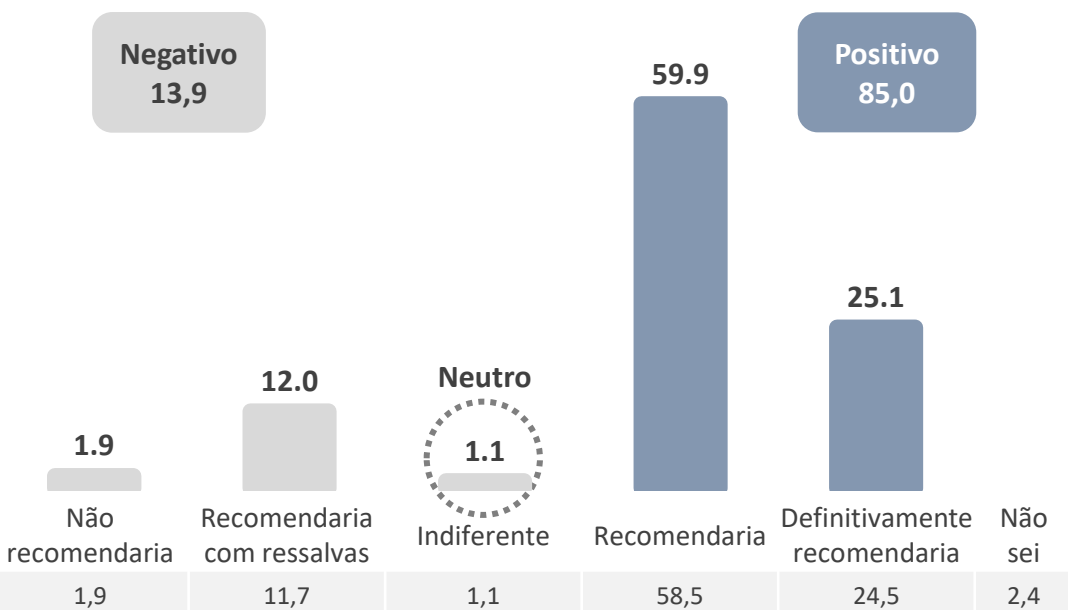 Negativo
13,9
Positivo
85,0
59.9
25.1
12.0
Neutro
1.9
1.1
Não
recomendaria
Recomendaria
com ressalvas
Indiferente
Recomendaria
Definitivamente
recomendaria
Não
sei
1,9
11,7
1,1
58,5
24,5
2,4